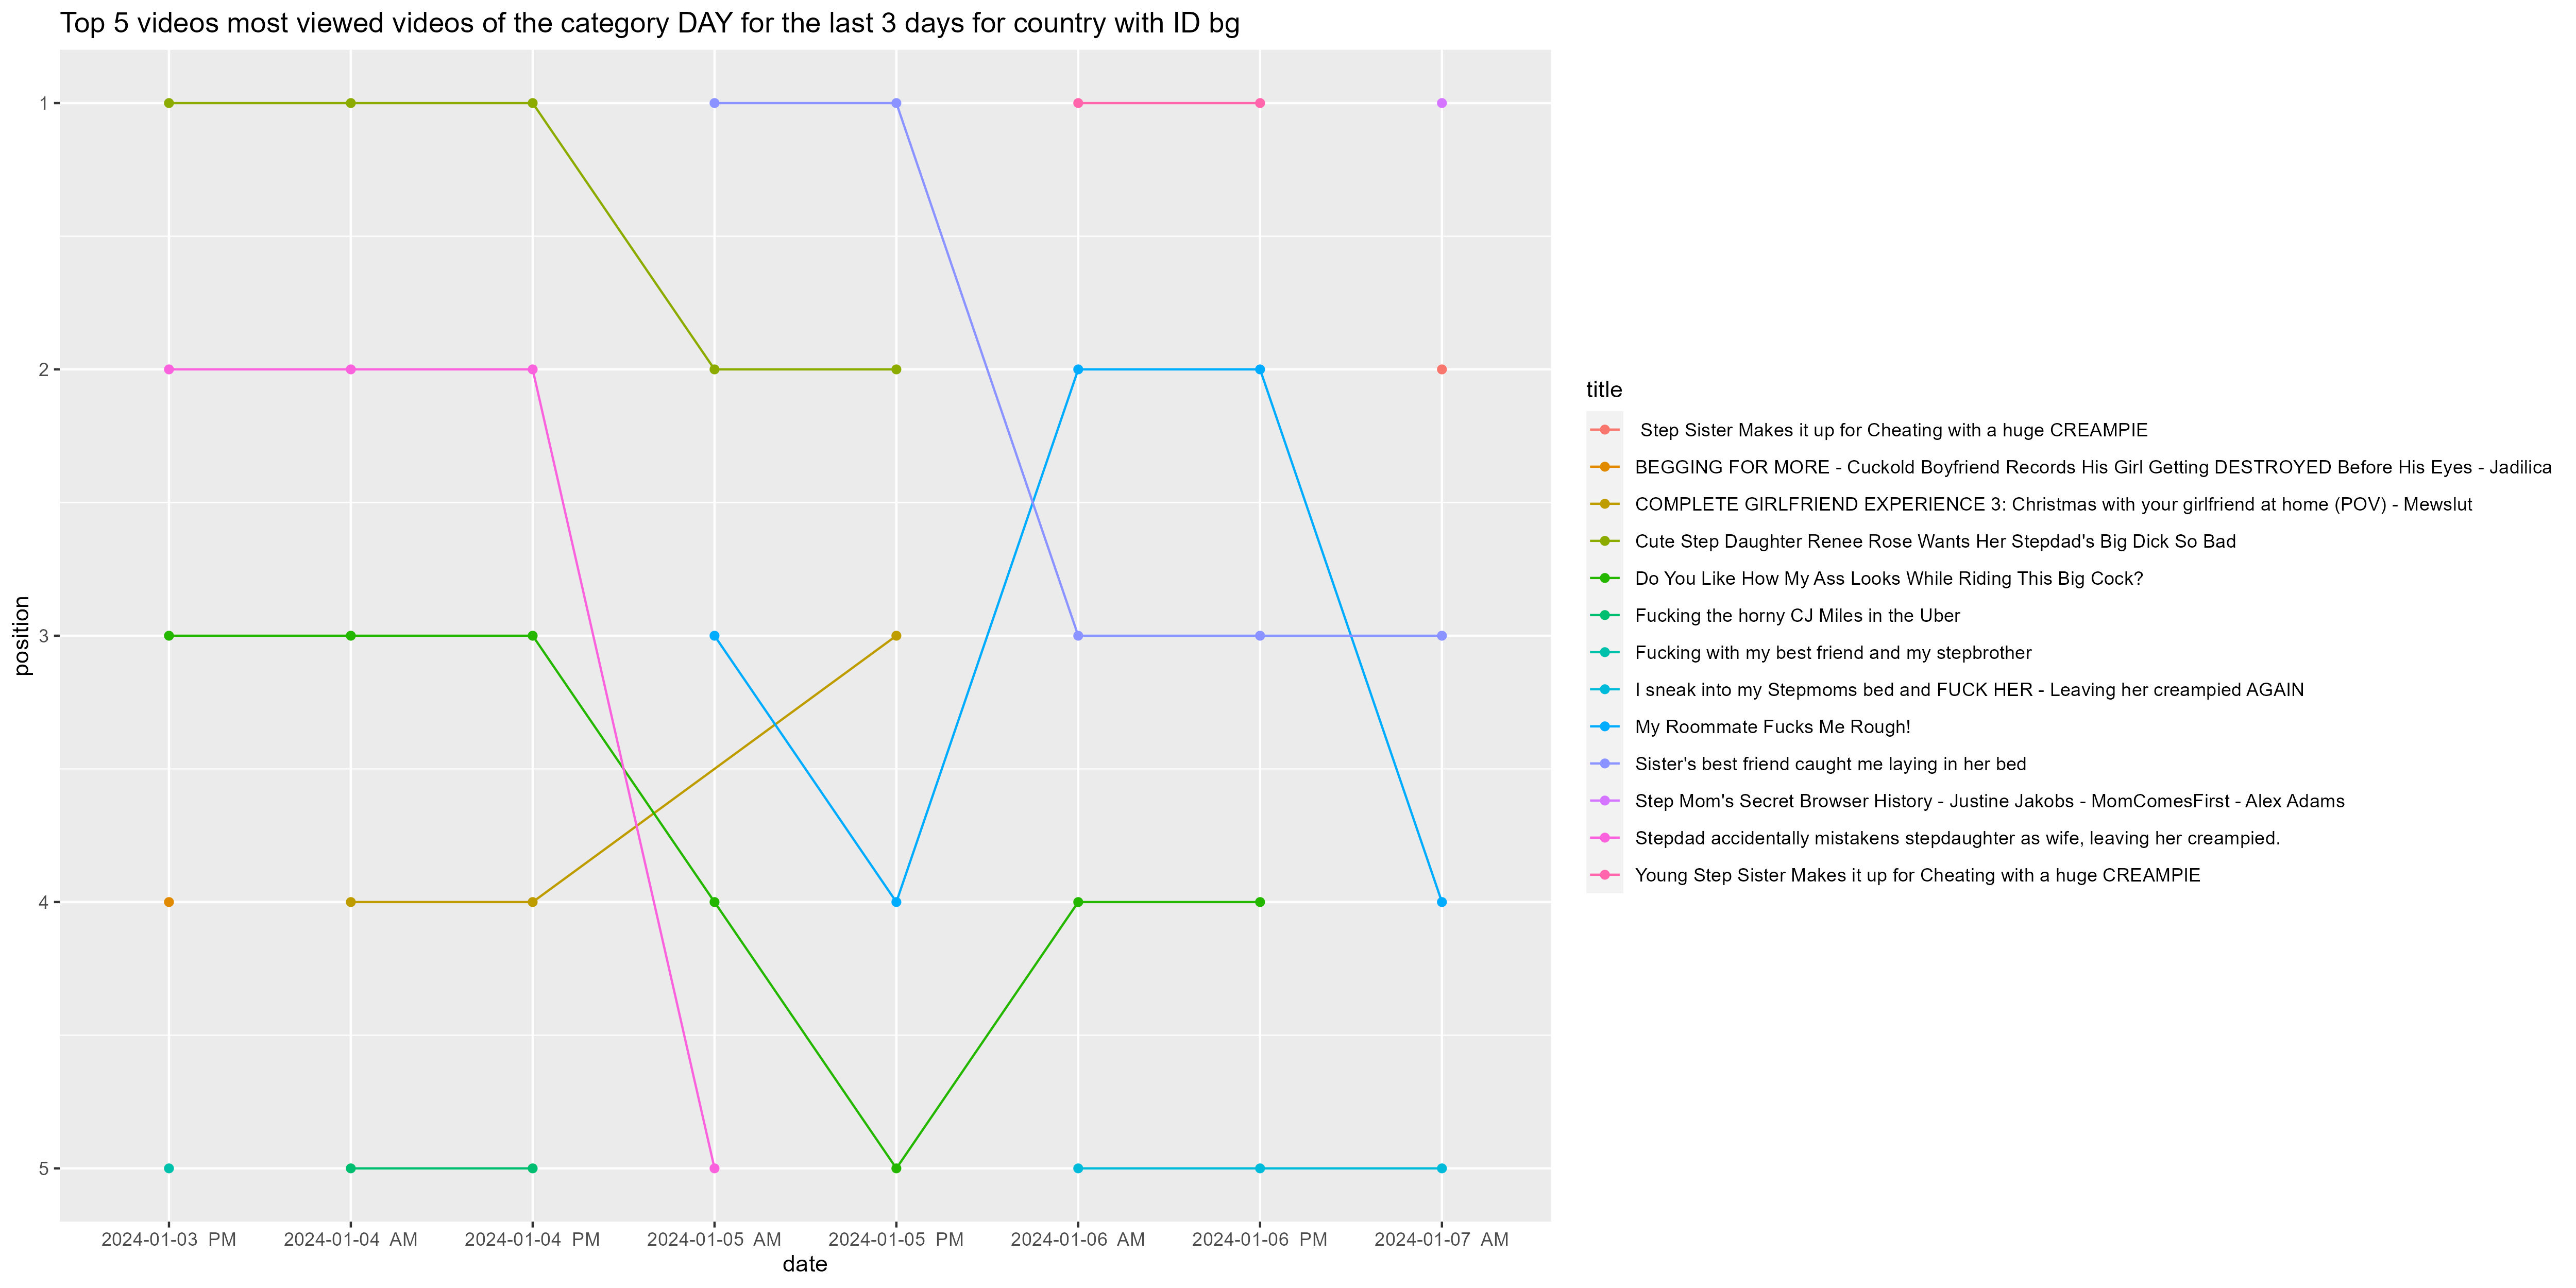 Top 5 videos most viewed videos of the category DAY for the last 3 days for country with ID bg
position
1
2
3
4
5
2024-01-03 PM
2024-01-04 AM
2024-01-04 PM
2024-01-05 AM
2024-01-05 PM
2024-01-06 AM
2024-01-06 PM
2024-01-07 AM
date
title
Step Sister Makes it up for Cheating with a huge CREAMPIE
BEGGING FOR MORE - Cuckold Boyfriend Records His Girl Getting DESTROYED Before His Eyes - Jadilica
COMPLETE GIRLFRIEND EXPERIENCE 3: Christmas with your girlfriend at home (POV) - Mewslut
Cute Step Daughter Renee Rose Wants Her Stepdad's Big Dick So Bad
Do You Like How My Ass Looks While Riding This Big Cock?
Fucking the horny CJ Miles in the Uber
Fucking with my best friend and my stepbrother
I sneak into my Stepmoms bed and FUCK HER - Leaving her creampied AGAIN
My Roommate Fucks Me Rough!
Sister's best friend caught me laying in her bed
Step Mom's Secret Browser History - Justine Jakobs - MomComesFirst - Alex Adams
Stepdad accidentally mistakens stepdaughter as wife, leaving her creampied.
Young Step Sister Makes it up for Cheating with a huge CREAMPIE